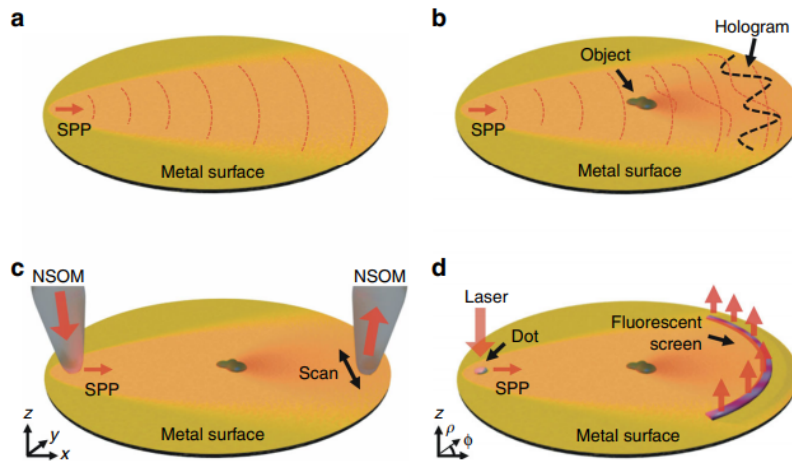 a
SPP
Metal surface
b
Hologram
Object
SPP
Metal surface
c
NSOM
NSOM
SPP
Scan
Metal surface
z
y
x
d
Laser
Dot
Fluorescent
screen
SPP
Metal surface
z
ρ
ϕ